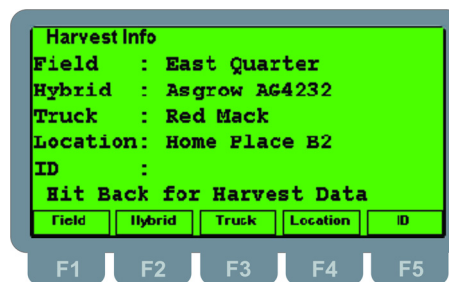 Harvest Info
Field : East Quarter
Hybrid : Asgrow AG4232
Truck : Red Mack
Location: Home Place B2
ID :
Hit Back for Harvest Data
Field Hybrid Truck Location ID
F1 F2 F3 F4 F5